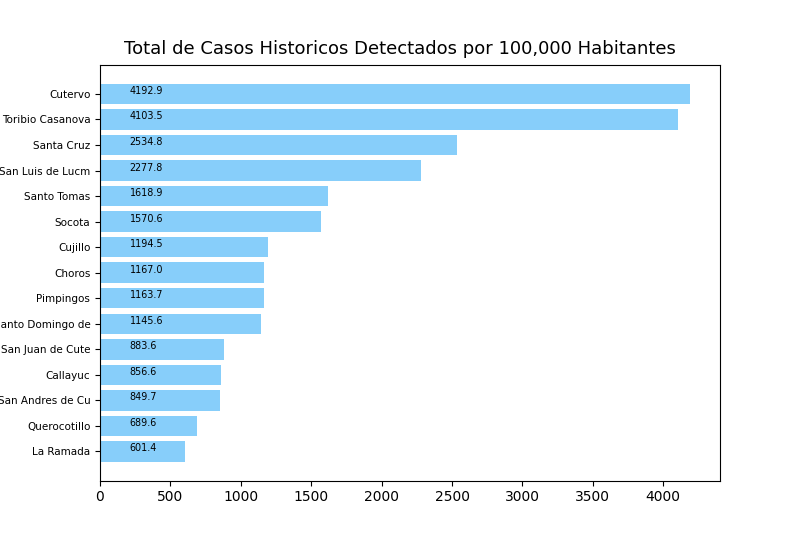 Total de Casos Historicos Detectados por 100,000 Habitantes
Cutervo 4192.9
Toribio Casanova 4103.5
Santa Cruz 2534.8
San Luis de Lucm 2277.8
Santo Tomas 1618.9
Socota 1570.6
Cujillo 1194.5
Choros 1167.0
Pimpingos 1163.7
anto Domingo de 1145.6
San Juan de Cute 883.6
Callayuc 856.6
San Andres de Cu 849.7
Querocotillo 689.6
La Ramada 601.4
0 500 1000 1500 2000 2500 3000 3500 4000